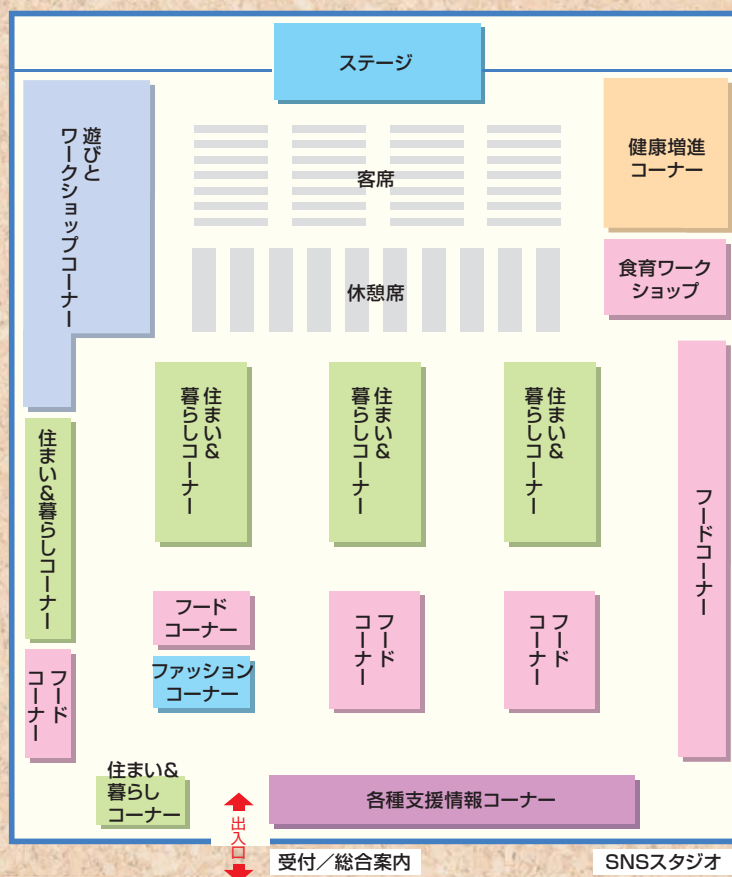 ステージ
遊びと
ワークショップコーナー
客席
健康増進
コーナー
休憩席
食育ワーク
ショップ
住まい&
暮らしコーナー
住まい&
暮らしコーナー
住まい&
暮らしコーナー
住まい&暮らしコーナー
フードコーナー
フード
コーナー
ファッション
コーナー
フード
コーナー
フード
コーナー
フード
コーナー
住まい&
暮らし
コーナー
出入口
各種支援情報コーナー
受付／総合案内
SNSスタジオ